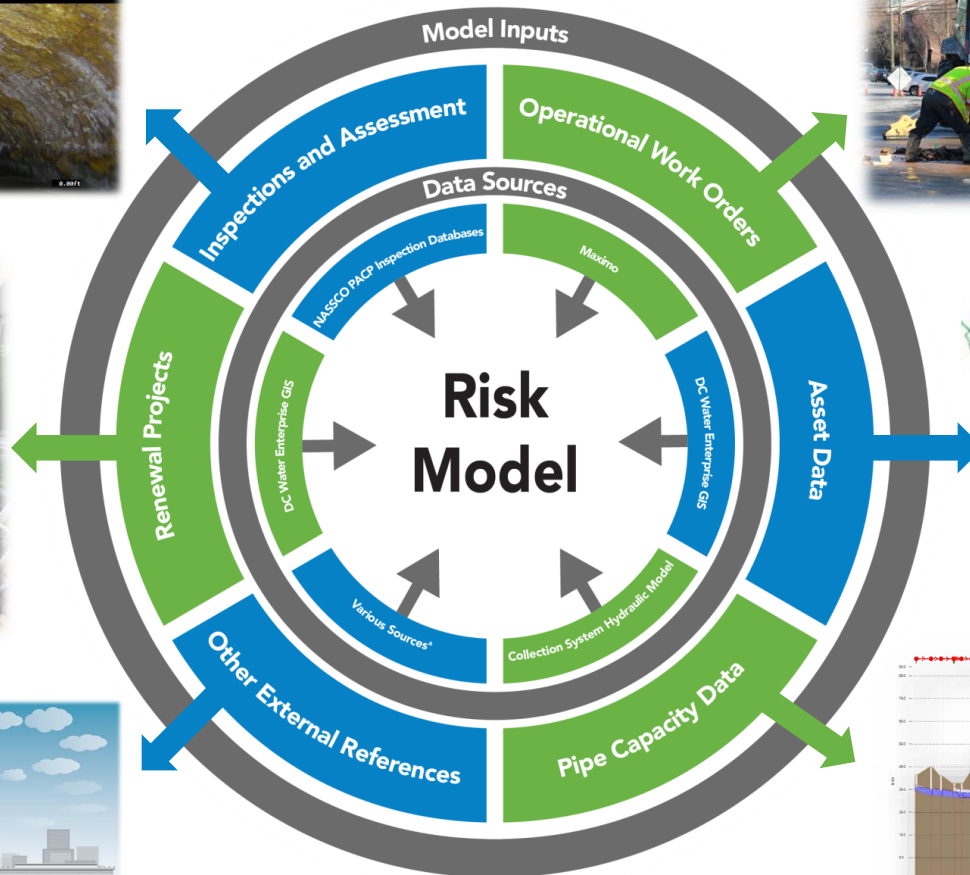 Model Inputs
Inspections and Assessment
Operational Work Orders
Data Sources
NASSCO PACP Inspection Databases
Maximo
Renewal Projects
DC Water Enterprise GIS
Risk
Model
DC Water Enterprise GIS
Asset Data
Various Sourcesª
Collection System Hydraulic Model
Other External References
Pipe Capacity Data
0.00ft